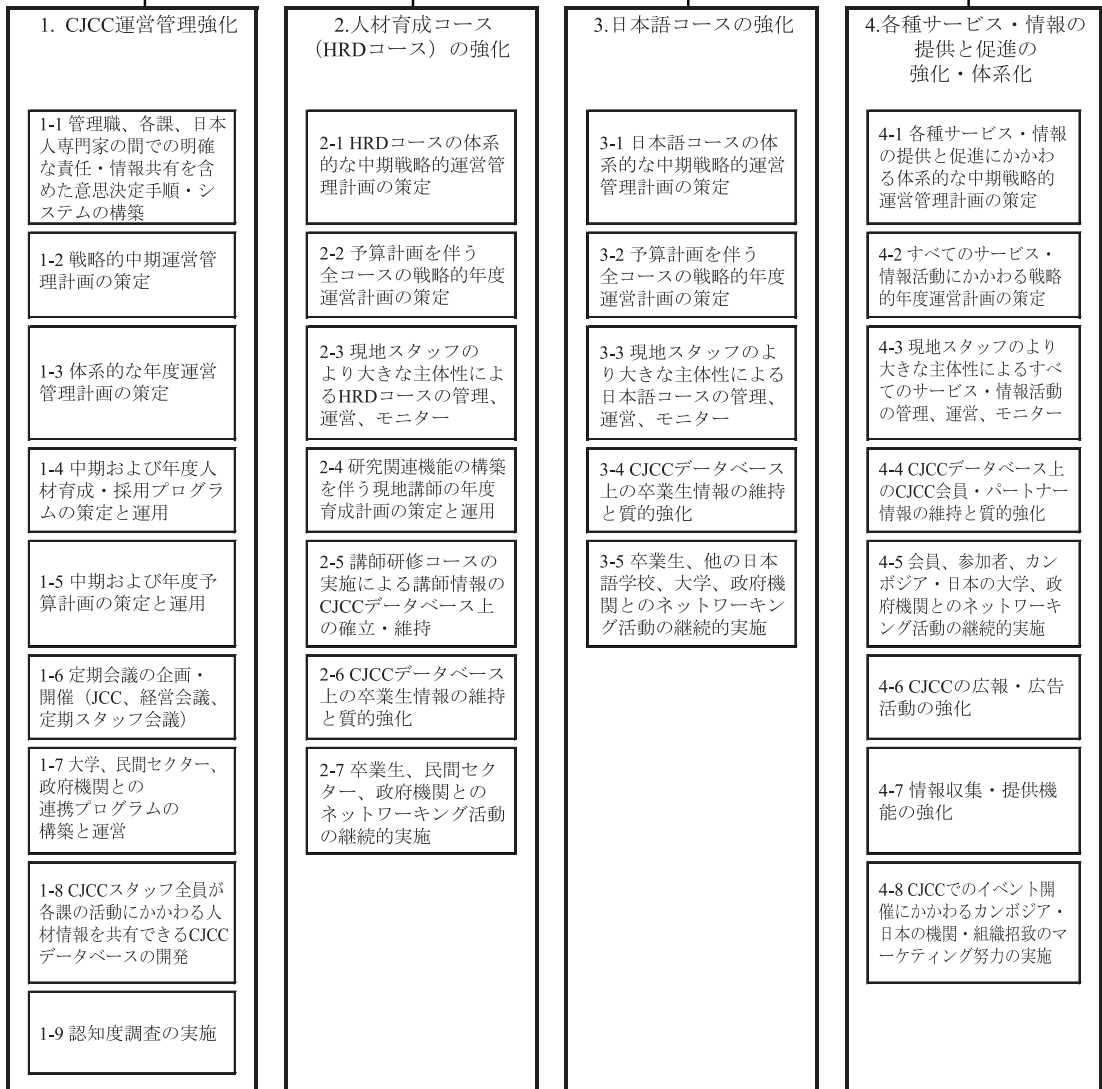 1. CJCC運営管理強化
1-1 管理職、各課、日本
人専門家の間での明確
な責任・情報共有を含
めた意思決定手順・シ
ステムの構築
1-2 戦略的中期運営管
理計画の策定
1-3 体系的な年度運営
管理計画の策定
1-4 中期および年度人
材育成・採用プログラ
ムの策定と運用
1-5 中期および年度予
算計画の策定と運用
1-6 定期会議の企画・
開催（JCC、経営会議、
定期スタッフ会議）
1-7 大学、民間セクター、
政府機関との
連携プログラムの
構築と運営
1-8 CJCCスタッフ全員が
各課の活動にかかわる人
材情報を共有できるCJCC
データベースの開発
1-9 認知度調査の実施
2.人材育成コース
（HRDコース）の強化
2-1 HRDコースの体系
的な中期戦略的運営管
理計画の策定
2-2 予算計画を伴う
全コースの戦略的年度
運営計画の策定
2-3 現地スタッフの
より大きな主体性によ
るHRDコースの管理、
運営、モニター
2-4 研究関連機能の構築
を伴う現地講師の年度
育成計画の策定と運用
2-5 講師研修コースの
実施による講師情報の
CJCCデータベース上
の確立・維持
2-6 CJCCデータベース
上の卒業生情報の維持
と質的強化
2-7 卒業生、民間セク
ター、政府機関との
ネットワーキング活動
の継続的実施
3.日本語コースの強化
3-1 日本語コースの体
系的な中期戦略的運営
管理計画の策定
3-2 予算計画を伴う
全コースの戦略的年度
運営計画の策定
3-3 現地スタッフのよ
り大きな主体性による
日本語コースの管理、
運営、モニター
3-4 CJCCデータベース
上の卒業生情報の維持
と質的強化
3-5 卒業生、他の日本
語学校、大学、政府機
関とのネットワーキン
グ活動の継続的実施
4.各種サービス・情報の
提供と促進の
強化・体系化
4-1 各種サービス・情報
の提供と促進にかかわ
る体系的な中期戦略的
運営管理計画の策定
4-2 すべてのサービス・
情報活動にかかわる戦略
的年度運営計画の策定
4-3 現地スタッフのより
大きな主体性によるすべ
てのサービス・情報活動
の管理、運営、モニター
4-4 CJCCデータベース上
のCJCC会員・パートナー
情報の維持と質的強化
4-5 会員、参加者、カン
ボジア・日本の大学、政
府機関とのネットワーキ
ング活動の継続的実施
4-6 CJCCの広報・広告
活動の強化
4-7 情報収集・提供機
能の強化
4-8 CJCCでのイベント開
催にかかわるカンボジア・
日本の機関・組織招致のマ
ーケティング努力の実施